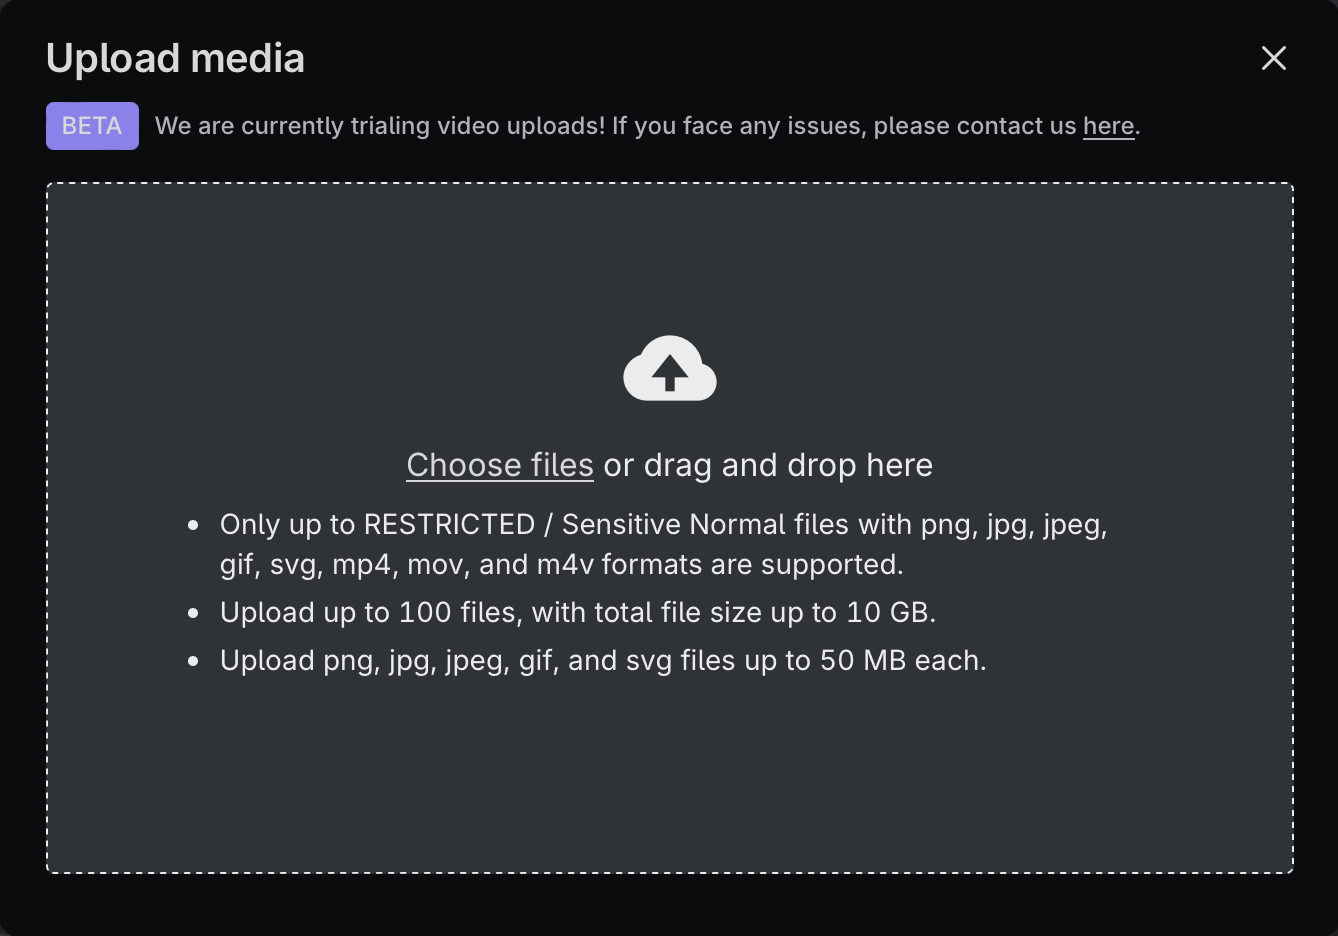 Upload media
BETA We are currently trialing video uploads! If you face any issues, please contact us here.
Choose files or drag and drop here
• Only up to RESTRICTED / Sensitive Normal files with png, jpg, jpeg,
gif, svg, mp4, mov, and m4v formats are supported.
• Upload up to 100 files, with total file size up to 10 GB.
• Upload png, jpg, jpeg, gif, and svg files up to 50 MB each.